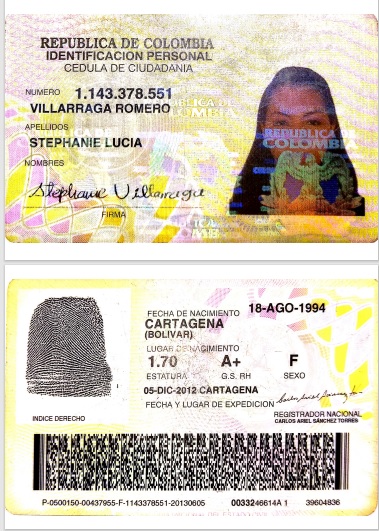 REPUBLICA DE COLOMBIA
IDENTIFICACION PERSONAL
CEDULA DE CIUDADANIA
NUMERO 1.143.378.551
VILLARRAGA ROMERO
APELLIDOS
STEPHANIE LUCIA
NOMBRES
Stephanie Villarraga
FIRMA
REPUBLICA DE
COLOMBIA
FECHA DE NACIMIENTO 18-AGO-1994
CARTAGENA
(BOLIVAR)
LUGAR DE NACIMIENTO
1.70 A+ F
ESTATURA G.S. RH SEXO
05-DIC-2012 CARTAGENA
FECHA Y LUGAR DE EXPEDICION
INDICE DERECHO
REGISTRADOR NACIONAL
CARLOS ARIEL SÁNCHEZ TORRES
P-0500150-00437955-F-1143378551-20130605 0033246614A 1 39604836